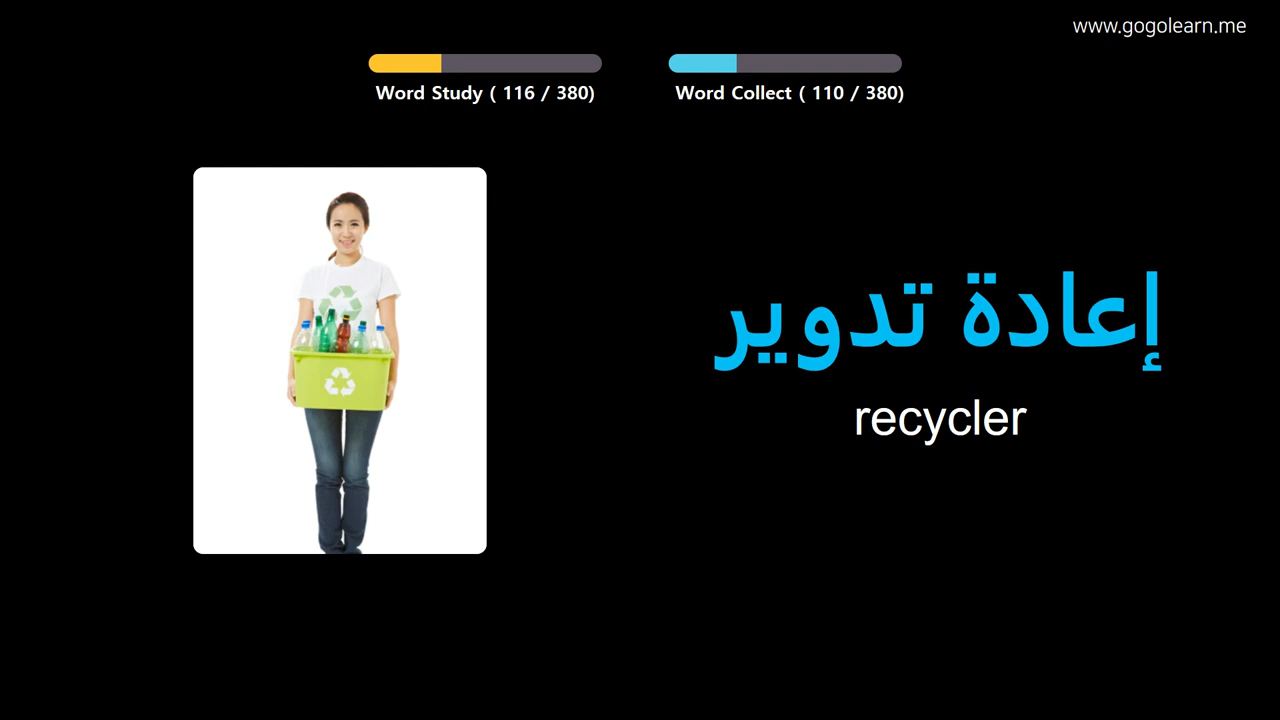 www.gogolearn.me
Word Study ( 116 / 380)
Word Collect ( 110 / 380)
إعادة تدوير
recycler